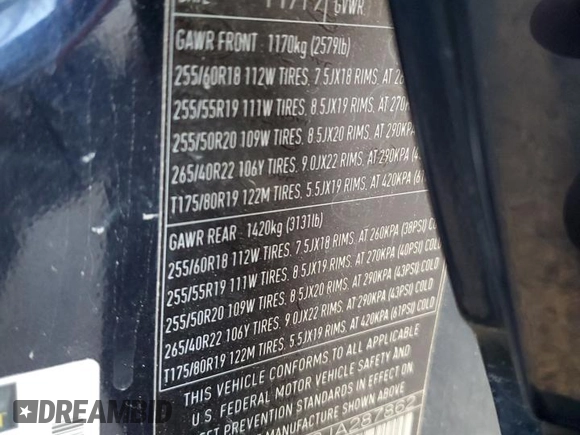 GVWR
GAWR FRONT 1170kg (2579lb)
255/60R18 112W TIRES. 7.5JX18 RIMS. AT
255/55R19 111W TIRES. 8.5JX19 RIMS. AT 270
255/50R20 109W TIRES. 8.5JX20 RIMS. AT 290KPA
265/40R22 106Y TIRES. 9.0JX22 RIMS. AT 290KPA
T175/80R19 122M TIRES. 5.5JX19 RIMS. AT 420KPA
GAWR REAR 1420kg (3131lb)
255/60R18 112W TIRES. 7.5JX18 RIMS. AT 260KPA (38PSI)
255/55R19 111W TIRES. 8.5JX19 RIMS. AT 270KPA (40PSI) COLD
255/50R20 109W TIRES. 8.5JX20 RIMS. AT 290KPA (43PSI) COLD
265/40R22 106Y TIRES. 9.0JX22 RIMS. AT 290KPA (43PSI) COLD
T175/80R19 122M TIRES. 5.5JX19 RIMS. AT 420KPA (61PSI) COLD
THIS VEHICLE CONFORMS TO ALL APPLICABLE
U.S. FEDERAL MOTOR VEHICLE SAFETY AND
THEFT PREVENTION STANDARDS IN EFFECT ON
MANUFACTURE
JA287862
DREAMBID
AUTO AUCTIONS